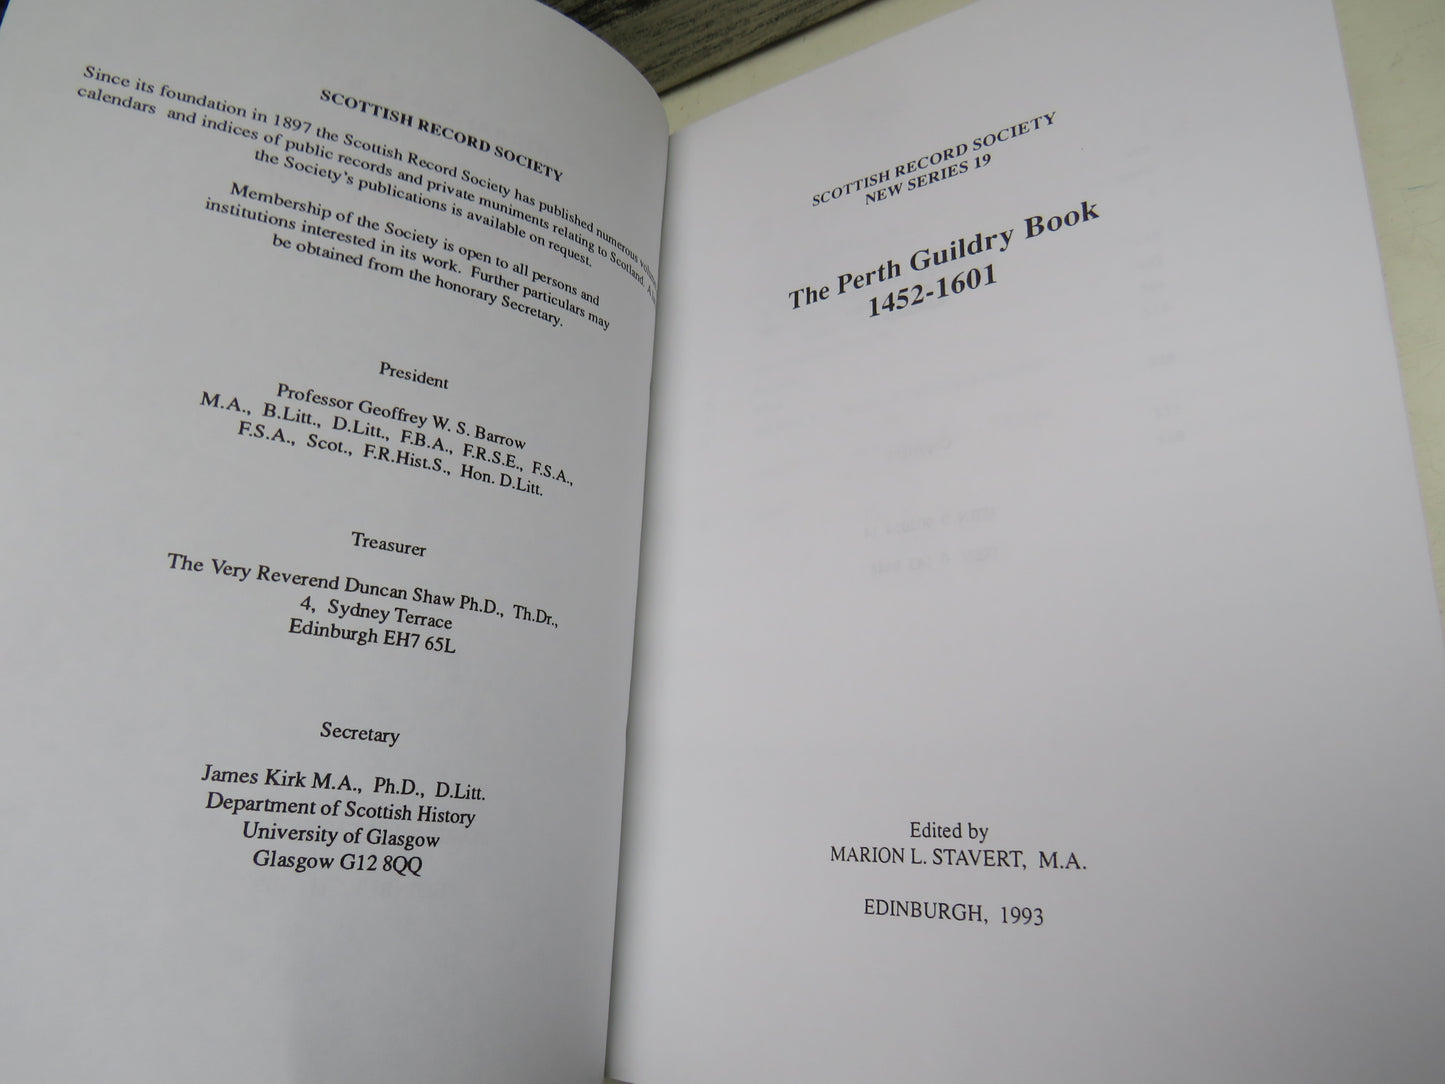 SCOTTISH RECORD SOCIETY
Since its foundation in 1897 the Scottish Record Society has published numerous
calendars and indices of public records and private muniments relating to Scotland. A
the Society's publications is available on request.
Membership of the Society is open to all persons and
institutions interested in its work. Further particulars may
be obtained from the honorary Secretary.
President
Professor Geoffrey W. S. Barrow
M.A., B.Litt., D.Litt., F.B.A., F.R.S.E., F.S.A.,
F.S.A., Scot., F.R.Hist.S., Hon. D.Litt.
Treasurer
The Very Reverend Duncan Shaw Ph.D., Th.Dr.,
4, Sydney Terrace
Edinburgh EH7 65L
Secretary
James Kirk M.A., Ph.D., D.Litt.
Department of Scottish History
University of Glasgow
Glasgow G12 8QQ
SCOTTISH RECORD SOCIETY
NEW SERIES 19
The Perth Guildry Book
1452-1601
Edited by
MARION L. STAVERT, M.A.
EDINBURGH, 1993